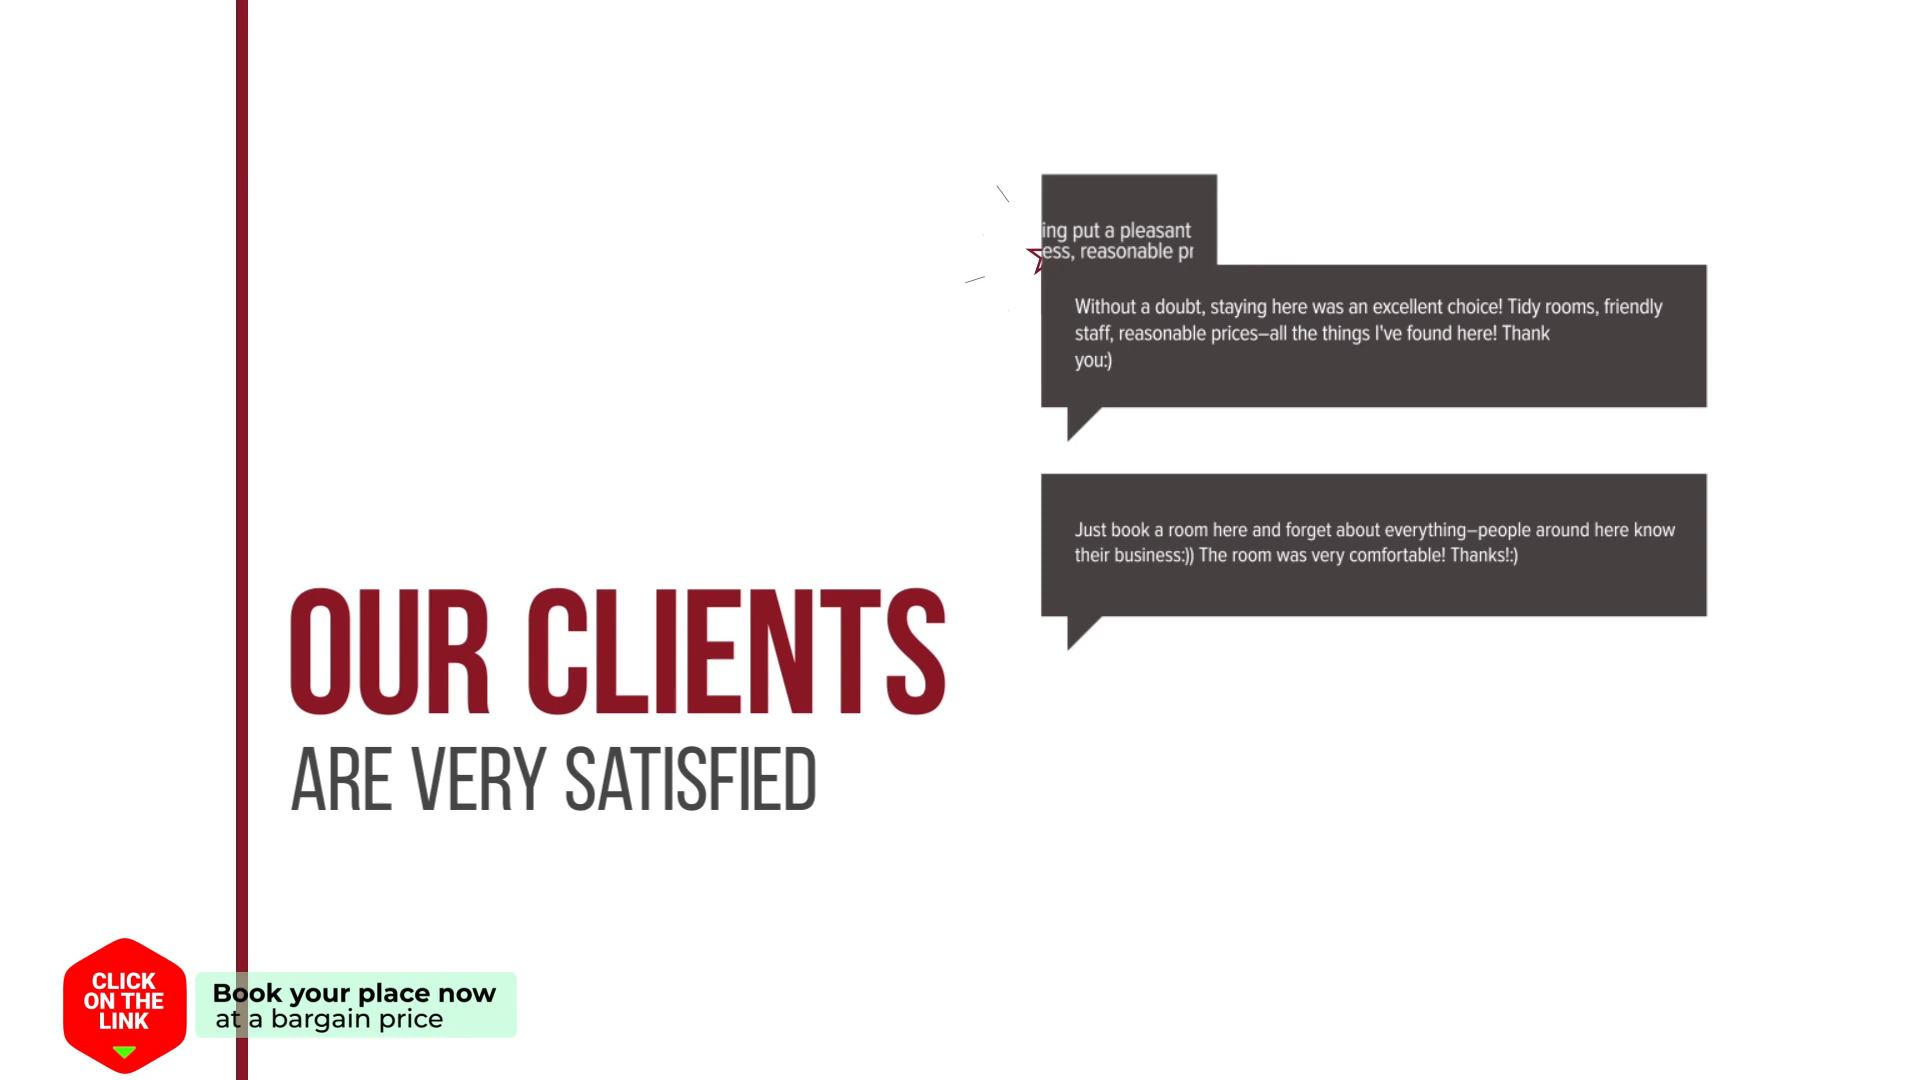 ing put a pleasant
ess, reasonable
Without a doubt, staying here was an excellent choice! Tidy rooms, friendly
staff, reasonable prices–all the things I've found here! Thank
you:)
Just book a room here and forget about everything–people around here know
their business:)) The room was very comfortable! Thanks!:)
OUR CLIENTS
ARE VERY SATISFIED
CLICK
ON THE
LINK
Book your place now
at a bargain price